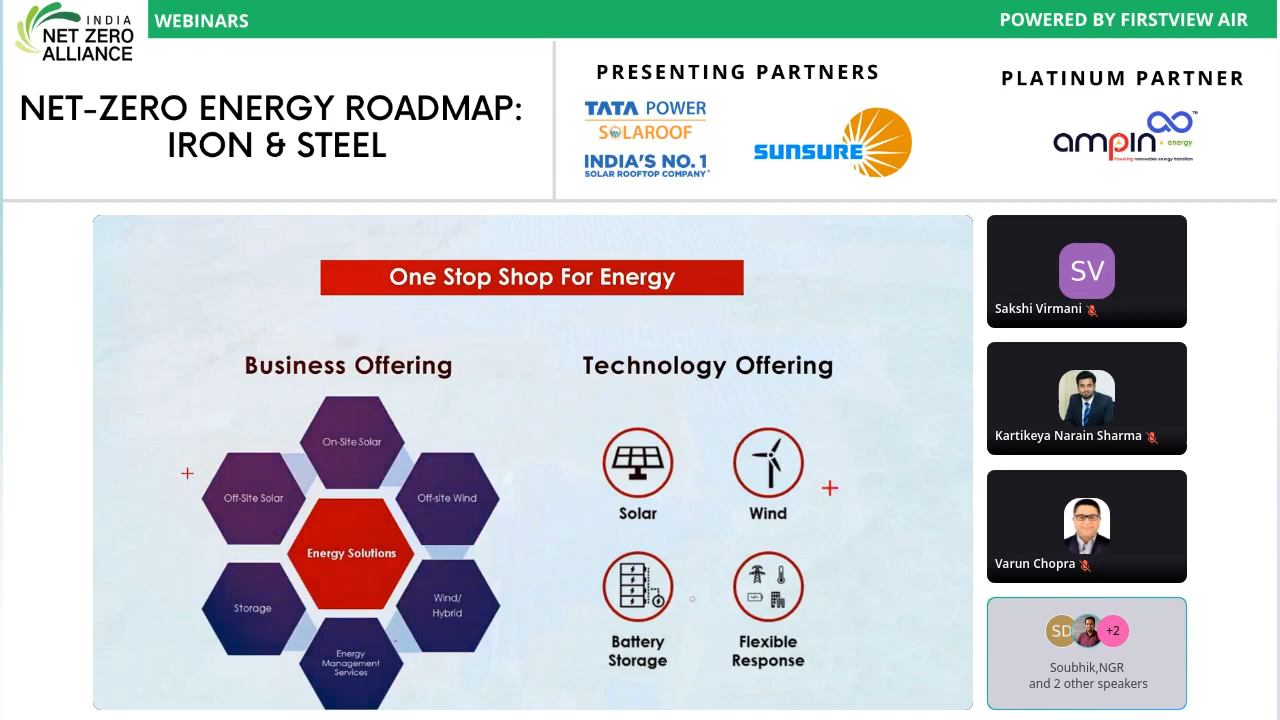 INDIA
NET ZERO
ALLIANCE
WEBINARS
POWERED BY FIRSTVIEW AIR
NET-ZERO ENERGY ROADMAP:
IRON & STEEL
PRESENTING PARTNERS
TATA POWER
SOLAROOF
INDIA'S NO. 1
SOLAR ROOFTOP COMPANY*
SUNSURE
PLATINUM PARTNER
ampIn energy
Powering renewable energy transition
One Stop Shop For Energy
Business Offering
On-Site Solar
Off-Site Solar
Off-site Wind
Energy Solutions
Storage
Wind/
Hybrid
Energy
Management
Services
Technology Offering
Solar
Wind
Battery
Storage
Flexible
Response
SV
Sakshi Virmani
Kartikeya Narain Sharma
Varun Chopra
SD
+2
Soubhik,NGR
and 2 other speakers